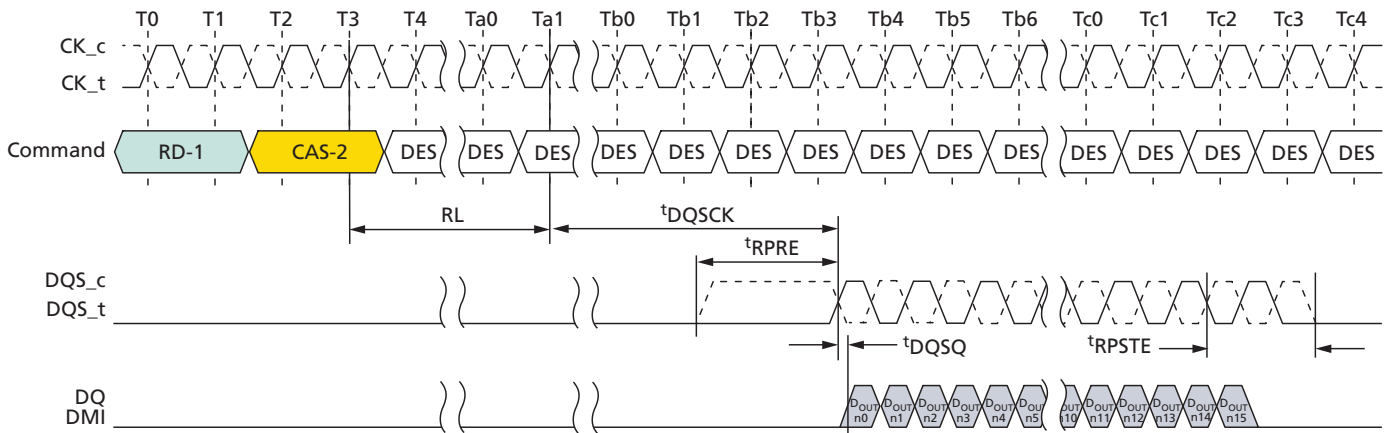 T0 T1 T2 T3 T4 Ta0 Ta1 Tb0 Tb1 Tb2 Tb3 Tb4 Tb5 Tb6 Tc0 Tc1 Tc2 Tc3 Tc4
CK_c
CK_t
Command RD-1 CAS-2 DES DES DES DES DES DES DES DES DES DES DES DES DES DES DES
RL tDQSCK
tRPRE
DQS_c
DQS_t
tDQSQ tRPSTE
DQ
DMI
DOUT n0 DOUT n1 DOUT n2 DOUT n3 DOUT n4 DOUT n5 DOUT n10 DOUT n11 DOUT n12 DOUT n13 DOUT n14 DOUT n15